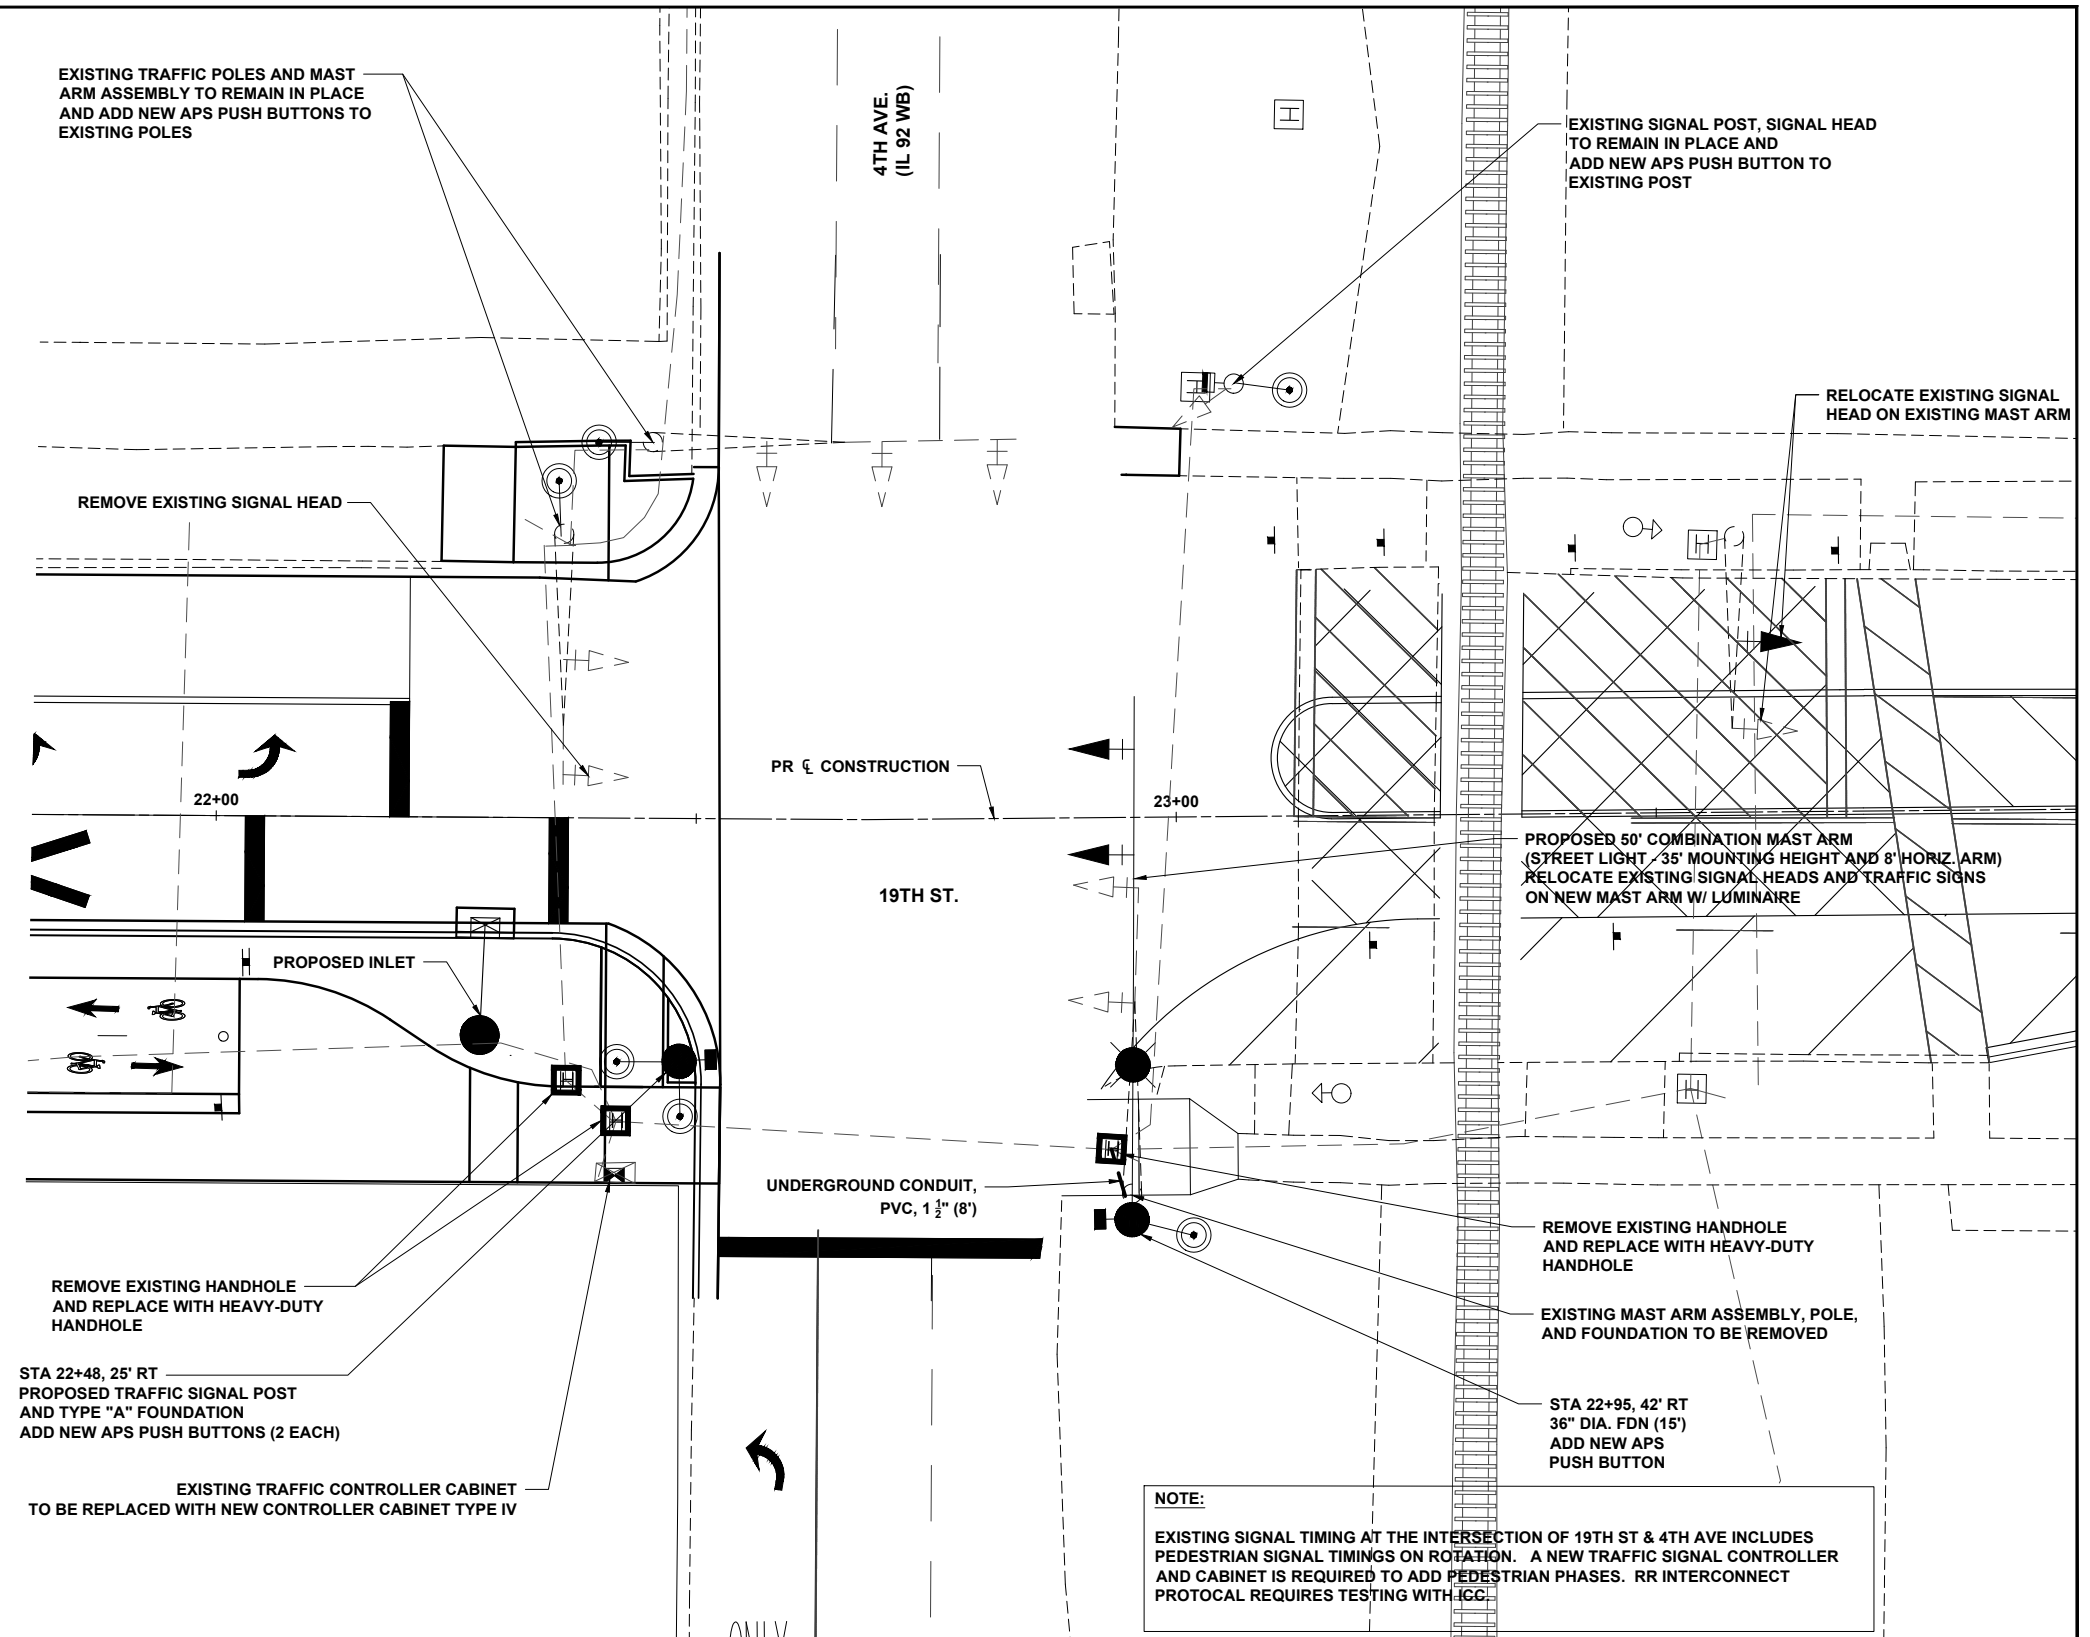 EXISTING TRAFFIC POLES AND MAST
ARM ASSEMBLY TO REMAIN IN PLACE
AND ADD NEW APS PUSH BUTTONS TO
EXISTING POLES
4TH AVE.
(IL 92 WB)
H
EXISTING SIGNAL POST, SIGNAL HEAD
TO REMAIN IN PLACE AND
ADD NEW APS PUSH BUTTON TO
EXISTING POST
H
RELOCATE EXISTING SIGNAL
HEAD ON EXISTING MAST ARM
REMOVE EXISTING SIGNAL HEAD
H
PR ℄ CONSTRUCTION
22+00
23+00
PROPOSED 50' COMBINATION MAST ARM
(STREET LIGHT - 35' MOUNTING HEIGHT AND 8' HORIZ. ARM)
RELOCATE EXISTING SIGNAL HEADS AND TRAFFIC SIGNS
ON NEW MAST ARM W/ LUMINAIRE
19TH ST.
PROPOSED INLET
H
H
H
H
UNDERGROUND CONDUIT,
PVC, 1 1/2" (8')
REMOVE EXISTING HANDHOLE
AND REPLACE WITH HEAVY-DUTY
HANDHOLE
REMOVE EXISTING HANDHOLE
AND REPLACE WITH HEAVY-DUTY
HANDHOLE
EXISTING MAST ARM ASSEMBLY, POLE,
AND FOUNDATION TO BE REMOVED
STA 22+48, 25' RT
PROPOSED TRAFFIC SIGNAL POST
AND TYPE "A" FOUNDATION
ADD NEW APS PUSH BUTTONS (2 EACH)
STA 22+95, 42' RT
36" DIA. FDN (15')
ADD NEW APS
PUSH BUTTON
EXISTING TRAFFIC CONTROLLER CABINET
TO BE REPLACED WITH NEW CONTROLLER CABINET TYPE IV
NOTE:
EXISTING SIGNAL TIMING AT THE INTERSECTION OF 19TH ST & 4TH AVE INCLUDES
PEDESTRIAN SIGNAL TIMINGS ON ROTATION. A NEW TRAFFIC SIGNAL CONTROLLER
AND CABINET IS REQUIRED TO ADD PEDESTRIAN PHASES. RR INTERCONNECT
PROTOCAL REQUIRES TESTING WITH ICC.
ONLY